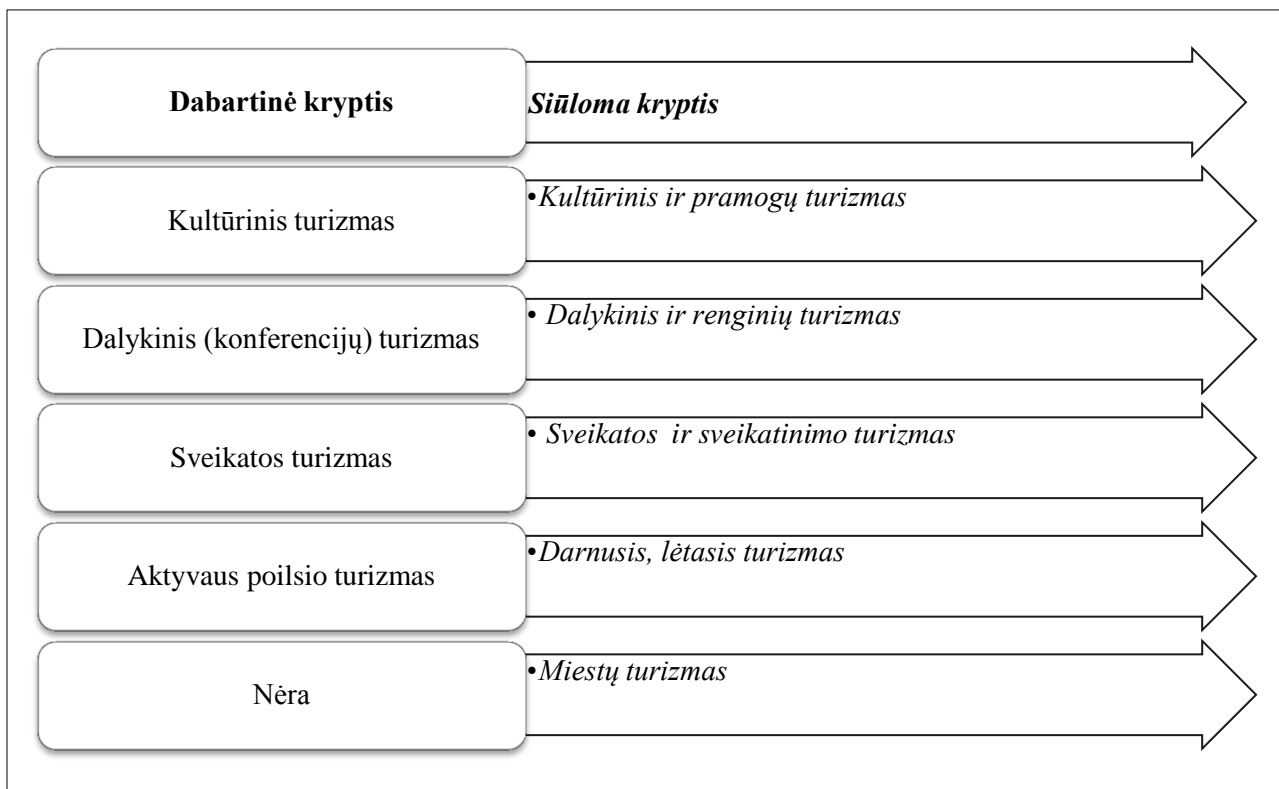 Dabartinė kryptis
Siūloma kryptis
Kultūrinis turizmas
•Kultūrinis ir pramogų turizmas
Dalykinis (konferencijų) turizmas
• Dalykinis ir renginių turizmas
Sveikatos turizmas
• Sveikatos ir sveikatinimo turizmas
Aktyvaus poilsio turizmas
•Darnusis, lėtasis turizmas
Nėra
•Miestų turizmas